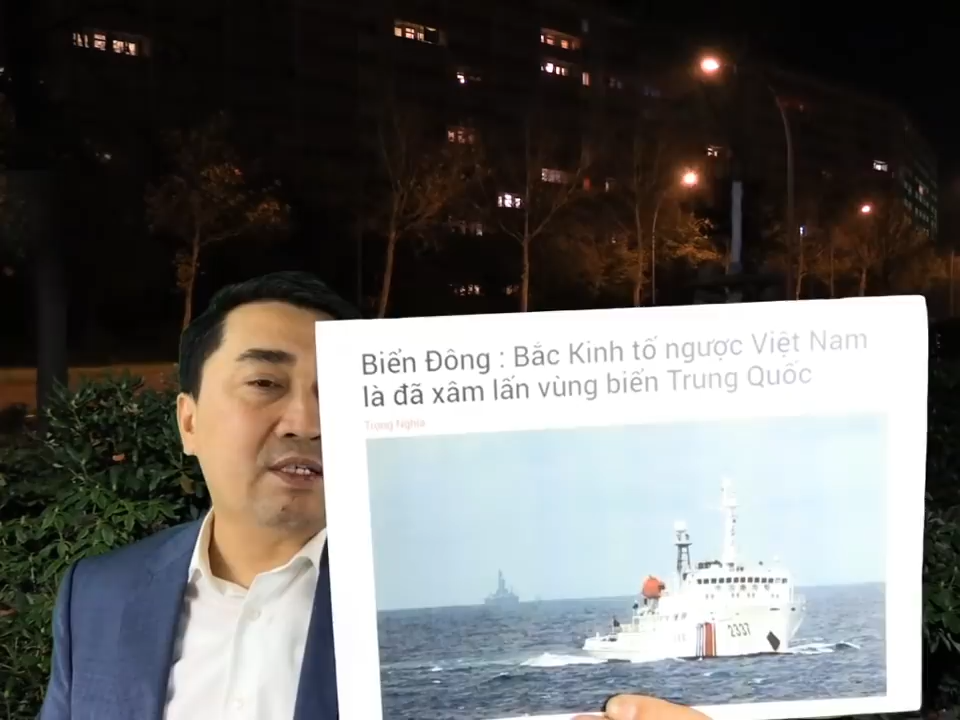 Biển Đông : Bắc Kinh tố ngược Việt Nam
là đã xâm lấn vùng biển Trung Quốc
Trọng Nghĩa
2337